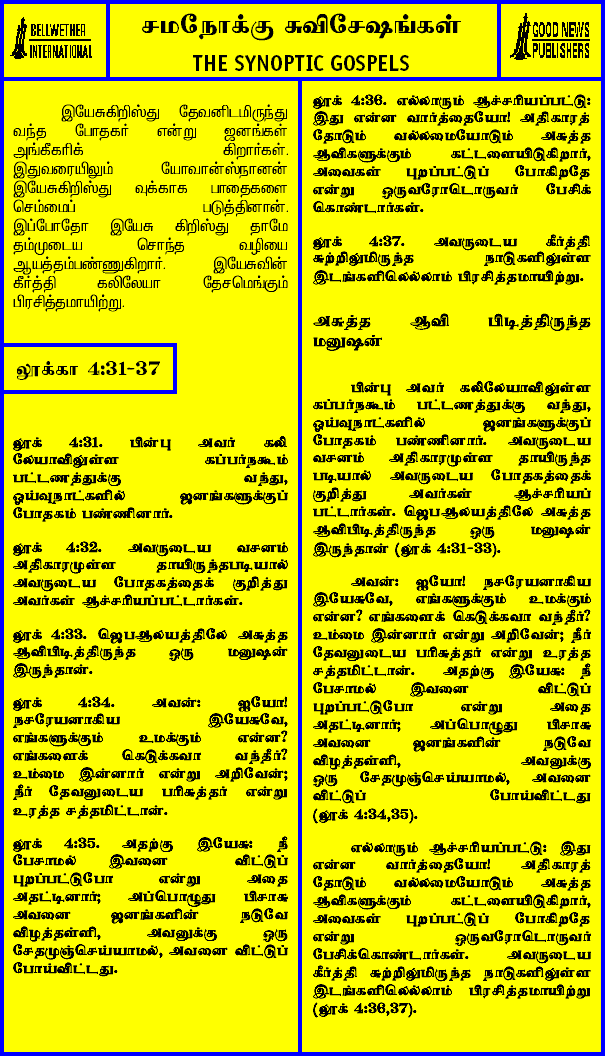 BELLWETHER
INTERNATIONAL
சமநோக்கு சுவிசேஷங்கள்
THE SYNOPTIC GOSPELS
GOOD NEWS
PUBLISHERS
இயேசுகிறிஸ்து தேவனிடமிருந்து
வந்த போதகர் என்று ஜனங்கள்
அங்கீகரிக் கிறார்கள்.
இதுவரையிலும் யோவான்ஸ்நானன்
இயேசுகிறிஸ்து வுக்காக பாதைகளை
செம்மைப் படுத்தினான்.
இப்போதோ இயேசு கிறிஸ்து தாமே
தம்முடைய சொந்த வழியை
ஆயத்தம்பண்ணுகிறார். இயேசுவின்
கீர்த்தி கலிலேயா தேசமெங்கும்
பிரசித்தமாயிற்று.
லூக்கா 4:31-37
லூக் 4:31. பின்பு அவர் கலி
லேயாவிலுள்ள கப்பர்நகூம்
பட்டணத்துக்கு வந்து,
ஓய்வுநாட்களில் ஜனங்களுக்குப்
போதகம் பண்ணினார்.
லூக் 4:32. அவருடைய வசனம்
அதிகாரமுள்ள தாயிருந்தபடியால்
அவருடைய போதகத்தைக் குறித்து
அவர்கள் ஆச்சரியப்பட்டார்கள்.
லூக் 4:33. ஜெபஆலயத்திலே அசுத்த
ஆவிபிடித்திருந்த ஒரு மனுஷன்
இருந்தான்.
லூக் 4:34. அவன்: ஐயோ!
நசரேயனாகிய இயேசுவே,
எங்களுக்கும் உமக்கும் என்ன?
எங்களைக் கெடுக்கவா வந்தீர்?
உம்மை இன்னார் என்று அறிவேன்;
நீர் தேவனுடைய பரிசுத்தர் என்று
உரத்த சத்தமிட்டான்.
லூக் 4:35. அதற்கு இயேசு: நீ
பேசாமல் இவனை விட்டுப்
புறப்பட்டுபோ என்று அதை
அதட்டினார்; அப்பொழுது பிசாசு
அவனை ஜனங்களின் நடுவே
விழத்தள்ளி, அவனுக்கு ஒரு
சேதமுஞ்செய்யாமல், அவனை விட்டுப்
போய்விட்டது.
லூக் 4:36. எல்லாரும் ஆச்சரியப்பட்டு:
இது என்ன வார்த்தையோ! அதிகாரத்
தோடும் வல்லமையோடும் அசுத்த
ஆவிகளுக்கும் கட்டளையிடுகிறார்,
அவைகள் புறப்பட்டுப் போகிறதே
என்று ஒருவரோடொருவர் பேசிக்
கொண்டார்கள்.
லூக் 4:37. அவருடைய கீர்த்தி
சுற்றிலுமிருந்த நாடுகளிலுள்ள
இடங்களிலெல்லாம் பிரசித்தமாயிற்று.
அசுத்த ஆவி பிடித்திருந்த
மனுஷன்
பின்பு அவர் கலிலேயாவிலுள்ள
கப்பர்நகூம் பட்டணத்துக்கு வந்து,
ஓய்வுநாட்களில் ஜனங்களுக்குப்
போதகம் பண்ணினார். அவருடைய
வசனம் அதிகாரமுள்ள தாயிருந்த
படியால் அவருடைய போதகத்தைக்
குறித்து அவர்கள் ஆச்சரியப்
பட்டார்கள். ஜெபஆலயத்திலே அசுத்த
ஆவிபிடித்திருந்த ஒரு மனுஷன்
இருந்தான் (லூக் 4:31-33).
அவன்: ஐயோ! நசரேயனாகிய
இயேசுவே, எங்களுக்கும் உமக்கும்
என்ன? எங்களைக் கெடுக்கவா வந்தீர்?
உம்மை இன்னார் என்று அறிவேன்; நீர்
தேவனுடைய பரிசுத்தர் என்று உரத்த
சத்தமிட்டான். அதற்கு இயேசு: நீ
பேசாமல் இவனை விட்டுப்
புறப்பட்டுபோ என்று அதை
அதட்டினார்; அப்பொழுது பிசாசு
அவனை ஜனங்களின் நடுவே
விழத்தள்ளி, அவனுக்கு
ஒரு சேதமுஞ்செய்யாமல், அவனை
விட்டுப் போய்விட்டது
(லூக் 4:34,35).
எல்லாரும் ஆச்சரியப்பட்டு: இது
என்ன வார்த்தையோ! அதிகாரத்
தோடும் வல்லமையோடும் அசுத்த
ஆவிகளுக்கும் கட்டளையிடுகிறார்,
அவைகள் புறப்பட்டுப் போகிறதே
என்று ஒருவரோடொருவர்
பேசிக்கொண்டார்கள். அவருடைய
கீர்த்தி சுற்றிலுமிருந்த நாடுகளிலுள்ள
இடங்களிலெல்லாம் பிரசித்தமாயிற்று
(லூக் 4:36,37).